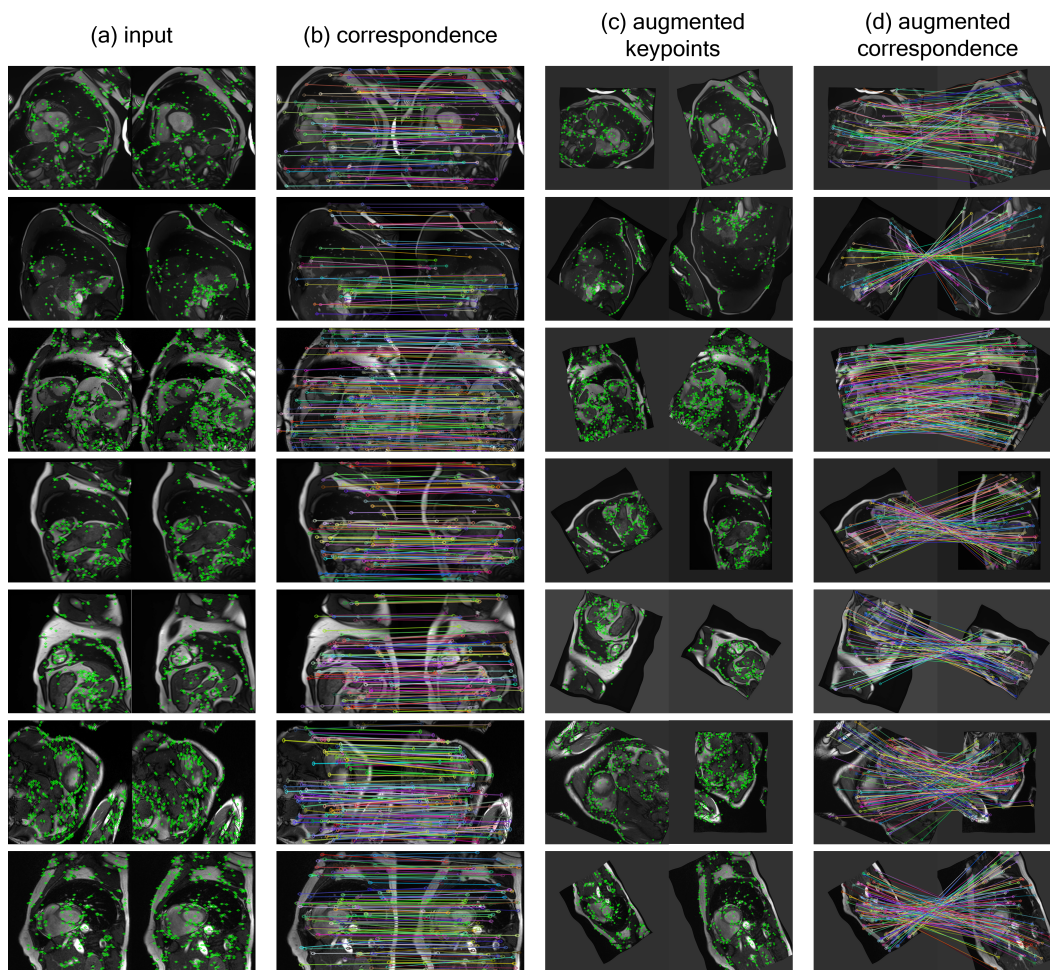 (a) input
(b) correspondence
(c) augmented
keypoints
(d) augmented
correspondence